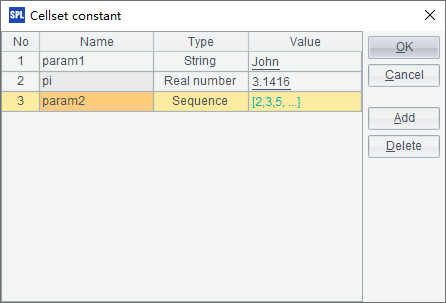 SPL Cellset constant
No Name Type Value
1 param1 String John
2 pi Real number 3.1416
3 param2 Sequence [2,3,5, ...]
OK
Cancel
Add
Delete